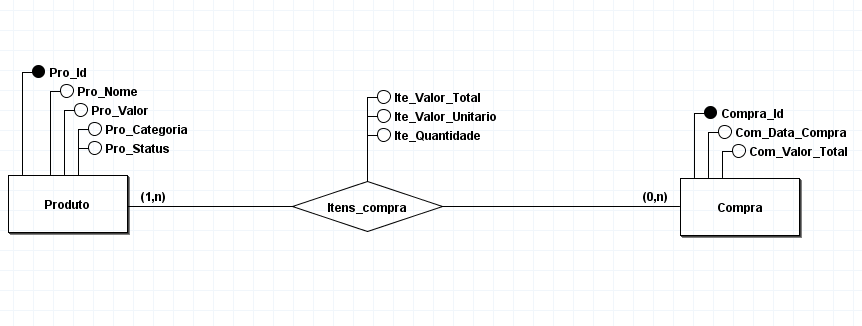 Pro_Id
Pro_Nome
Pro_Valor
Pro_Categoria
Pro_Status
Produto
(1,n)
Ite_Valor_Total
Ite_Valor_Unitario
Ite_Quantidade
Itens_compra
(0,n)
Compra_Id
Com_Data_Compra
Com_Valor_Total
Compra